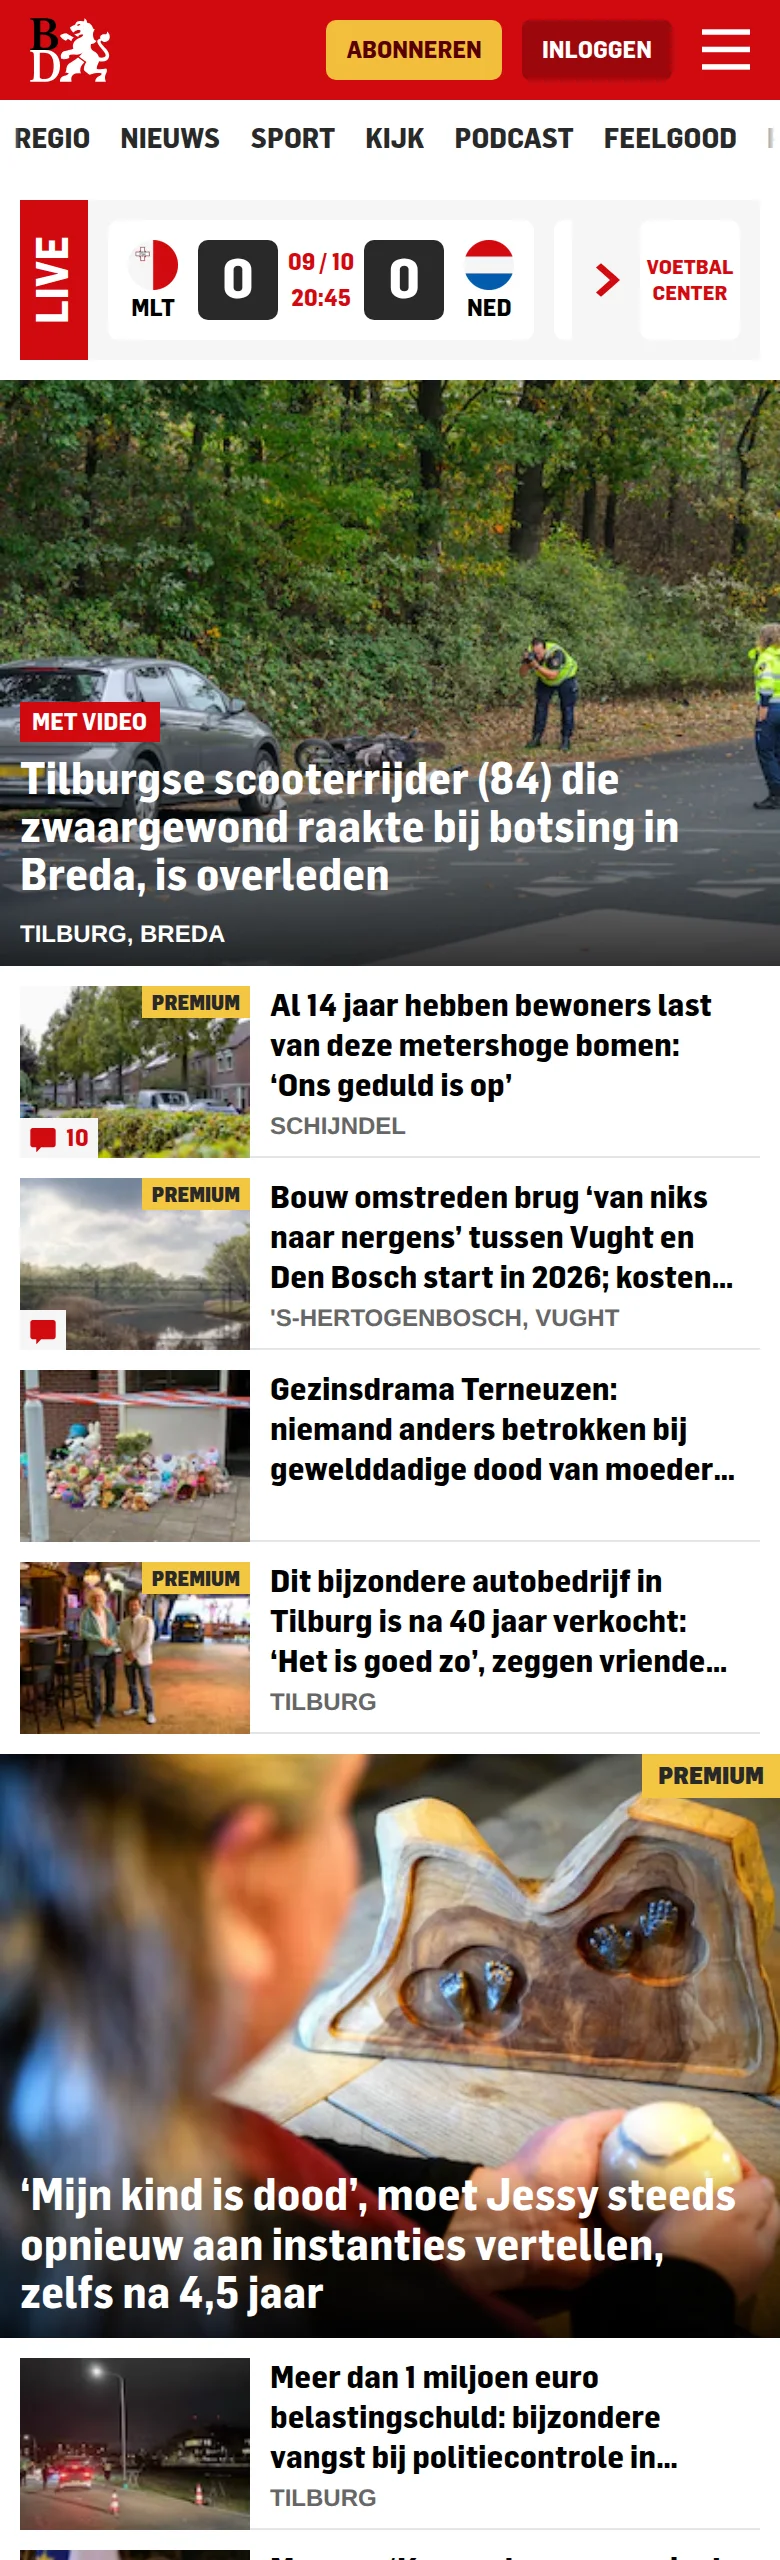 BD
ABONNEREN
INLOGGEN
REGIO NIEUWS SPORT KIJK PODCAST FEELGOOD
LIVE
MLT
0
09 / 10
20:45
0
NED
VOETBAL
CENTER
MET VIDEO
Tilburgse scooterrijder (84) die
zwaargewond raakte bij botsing in
Breda, is overleden
TILBURG, BREDA
PREMIUM
10
Al 14 jaar hebben bewoners last
van deze metershoge bomen:
‘Ons geduld is op’
SCHIJNDEL
PREMIUM
Bouw omstreden brug ‘van niks
naar nergens’ tussen Vught en
Den Bosch start in 2026; kosten...
'S-HERTOGENBOSCH, VUGHT
Gezinsdrama Terneuzen:
niemand anders betrokken bij
gewelddadige dood van moeder...
PREMIUM
Dit bijzondere autobedrijf in
Tilburg is na 40 jaar verkocht:
‘Het is goed zo’, zeggen vriende...
TILBURG
PREMIUM
‘Mijn kind is dood’, moet Jessy steeds
opnieuw aan instanties vertellen,
zelfs na 4,5 jaar
Meer dan 1 miljoen euro
belastingschuld: bijzondere
vangst bij politiecontrole in...
TILBURG